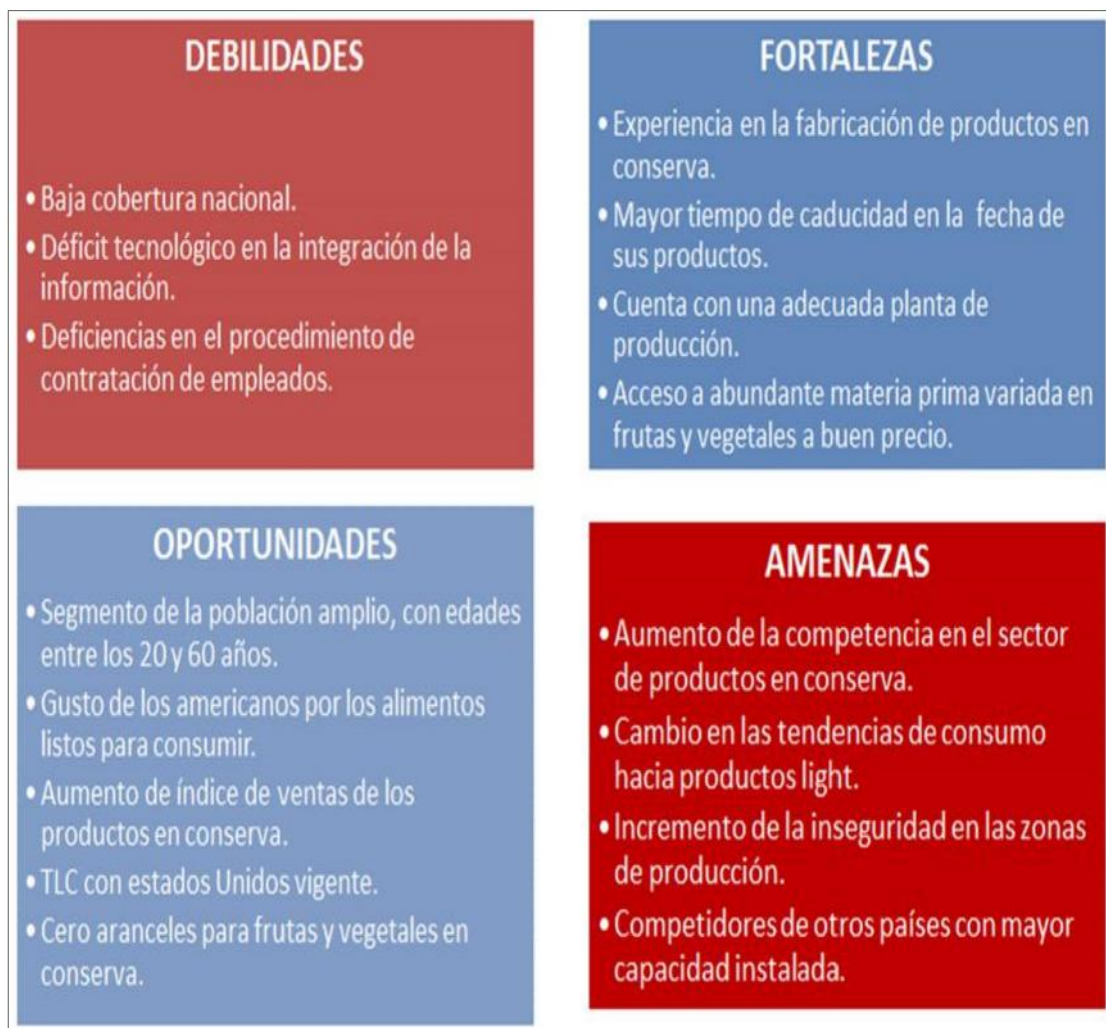 DEBILIDADES
• Baja cobertura nacional.
• Déficit tecnológico en la integración de la
información.
• Deficiencias en el procedimiento de
contratación de empleados.
FORTALEZAS
• Experiencia en la fabricación de productos en
conserva.
• Mayor tiempo de caducidad en la fecha de
sus productos.
• Cuenta con una adecuada planta de
producción.
• Acceso a abundante materia prima variada en
frutas y vegetales a buen precio.
OPORTUNIDADES
• Segmento de la población amplio, con edades
entre los 20 y 60 años.
• Gusto de los americanos por los alimentos
listos para consumir.
• Aumento de índice de ventas de los
productos en conserva.
• TLC con estados Unidos vigente.
• Cero aranceles para frutas y vegetales en
conserva.
AMENAZAS
• Aumento de la competencia en el sector
de productos en conserva.
• Cambio en las tendencias de consumo
hacia productos light.
• Incremento de la inseguridad en las zonas
de producción.
• Competidores de otros países con mayor
capacidad instalada.